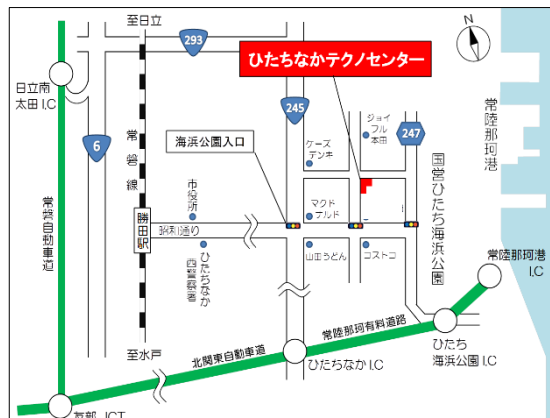 至日立
293
ひたちなかテクノセンター
N
日立南
太田 I.C
6
常磐線
245
海浜公園入口
ケーズ
デンキ
ジョイ
フル
本田
247
常陸那珂港
国営ひたち海浜公園
常磐自動車道
市役所
勝田駅
昭和通り
マクド
ナルド
ひたちなか
西警察署
山田うどん
コストコ
常陸那珂港
I.C
常陸那珂有料道路
北関東自動車道
至水戸
ひたちなか I.C
ひたち
海浜公園 I.C
友部 JCT